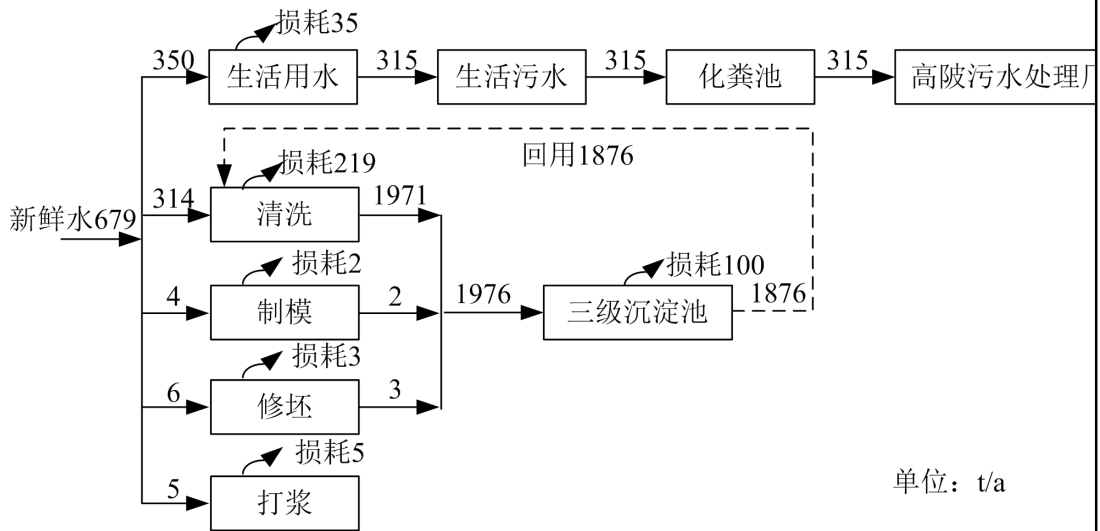 损耗35
350
生活用水
315
生活污水
315
化粪池
315
高陂污水处理厂
回用1876
损耗219
314
清洗
1971
新鲜水679
损耗2
4
制模
2
1976
损耗100
三级沉淀池
1876
损耗3
6
修坯
3
损耗5
5
打浆
单位：t/a